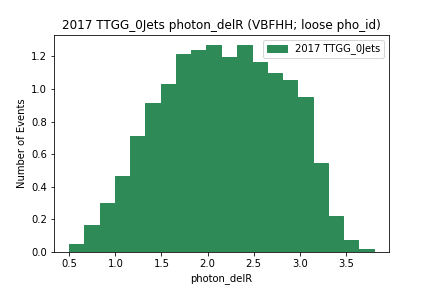 2017 TTGG_0Jets photon_delR (VBFHH; loose pho_id)
2017 TTGG_0Jets
Number of Events
1.2
1.0
0.8
0.6
0.4
0.2
0.0
0.5 1.0 1.5 2.0 2.5 3.0 3.5
photon_delR